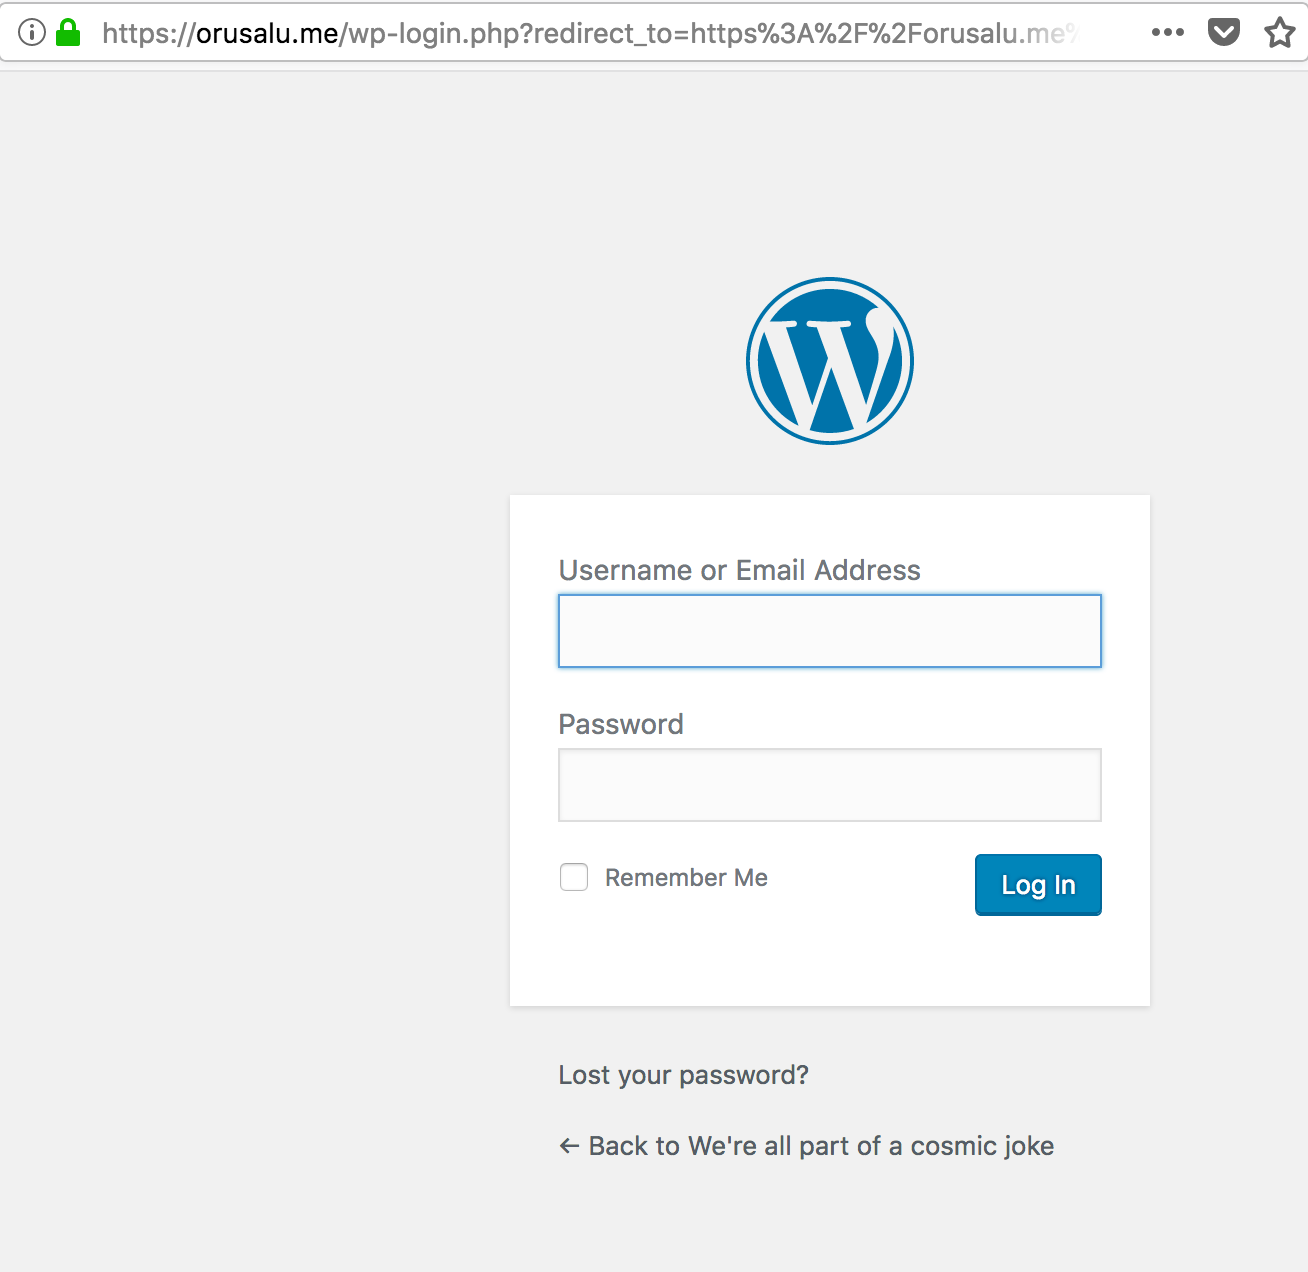 https://orusalu.me/wp-login.php?redirect_to=https%3A%2F%2Forusalu.me%
Username or Email Address
Password
Remember Me
Log In
Lost your password?
← Back to We're all part of a cosmic joke